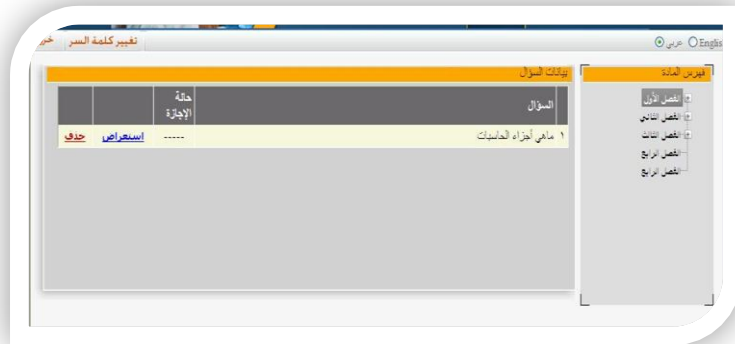 Englis عربي تغيير كلمة السر
فهرس المادة
الفصل الأول
الفصل الثاني
الفصل الثالث
الفصل الرابع
الفصل الرابع
بيانات السؤال
السؤال حالة الإجازة
١ ماهي أجزاء الحاسبات ----- استعراض حذف